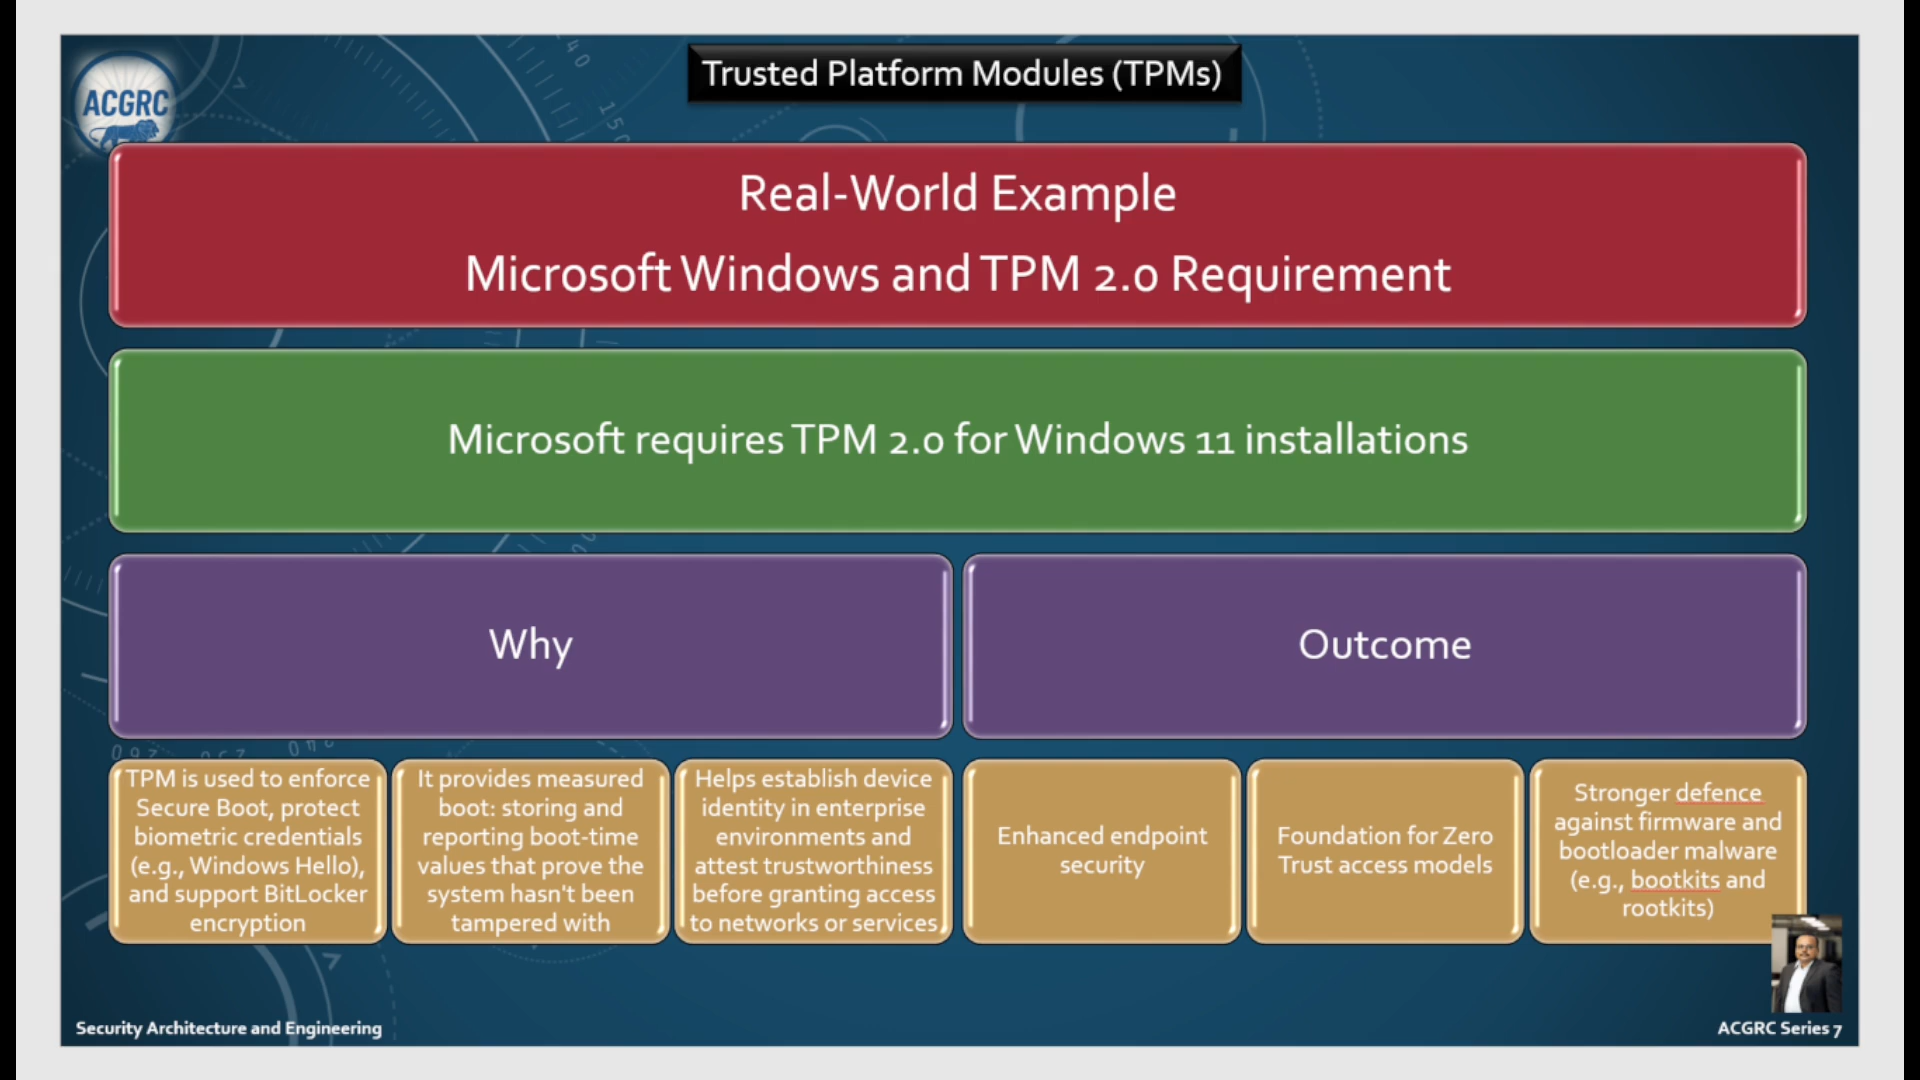 Trusted Platform Modules (TPMs)
ACGRC
Real-World Example
Microsoft Windows and TPM 2.0 Requirement
Microsoft requires TPM 2.0 for Windows 11 installations
Why
Outcome
TPM is used to enforce
Secure Boot, protect
biometric credentials
(e.g., Windows Hello),
and support BitLocker
encryption
It provides measured
boot: storing and
reporting boot-time
values that prove the
system hasn't been
tampered with
Helps establish device
identity in enterprise
environments and
attest trustworthiness
before granting access
to networks or services
Enhanced endpoint
security
Foundation for Zero
Trust access models
Stronger defence
against firmware and
bootloader malware
(e.g., bootkits and
rootkits)
Security Architecture and Engineering
ACGRC Series 7